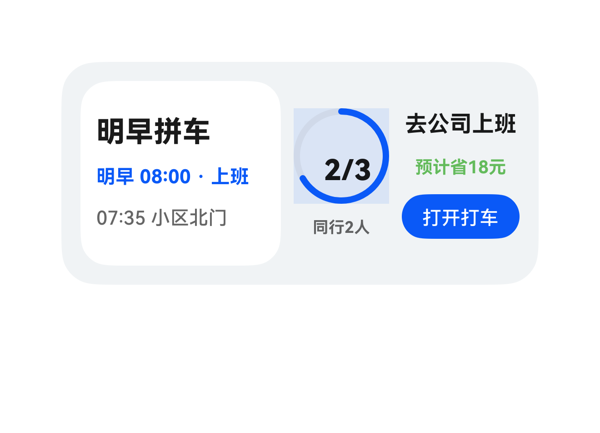 明早拼车
明早 08:00 · 上班
07:35 小区北门
2/3
同行2人
去公司上班
预计省18元
打开打车